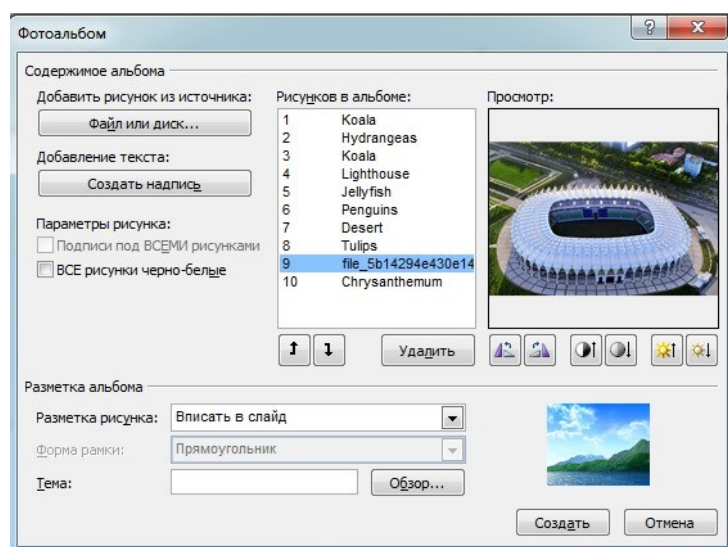 Фотоальбом
Содержимое альбома
Добавить рисунок из источника:
Файл или диск...
Добавление текста:
Создать надпись
Параметры рисунка:
Подписи под ВСЕМИ рисунками
ВСЕ рисунки черно-белые
Рисунков в альбоме:
1 Koala
2 Hydrangeas
3 Koala
4 Lighthouse
5 Jellyfish
6 Penguins
7 Desert
8 Tulips
9 file_5b14294e430e14
10 Chrysanthemum
Удалить
Просмотр:
Разметка альбома
Разметка рисунка: Вписать в слайд
Форма рамки: Прямоугольник
Тема: Обзор...
Создать Отмена